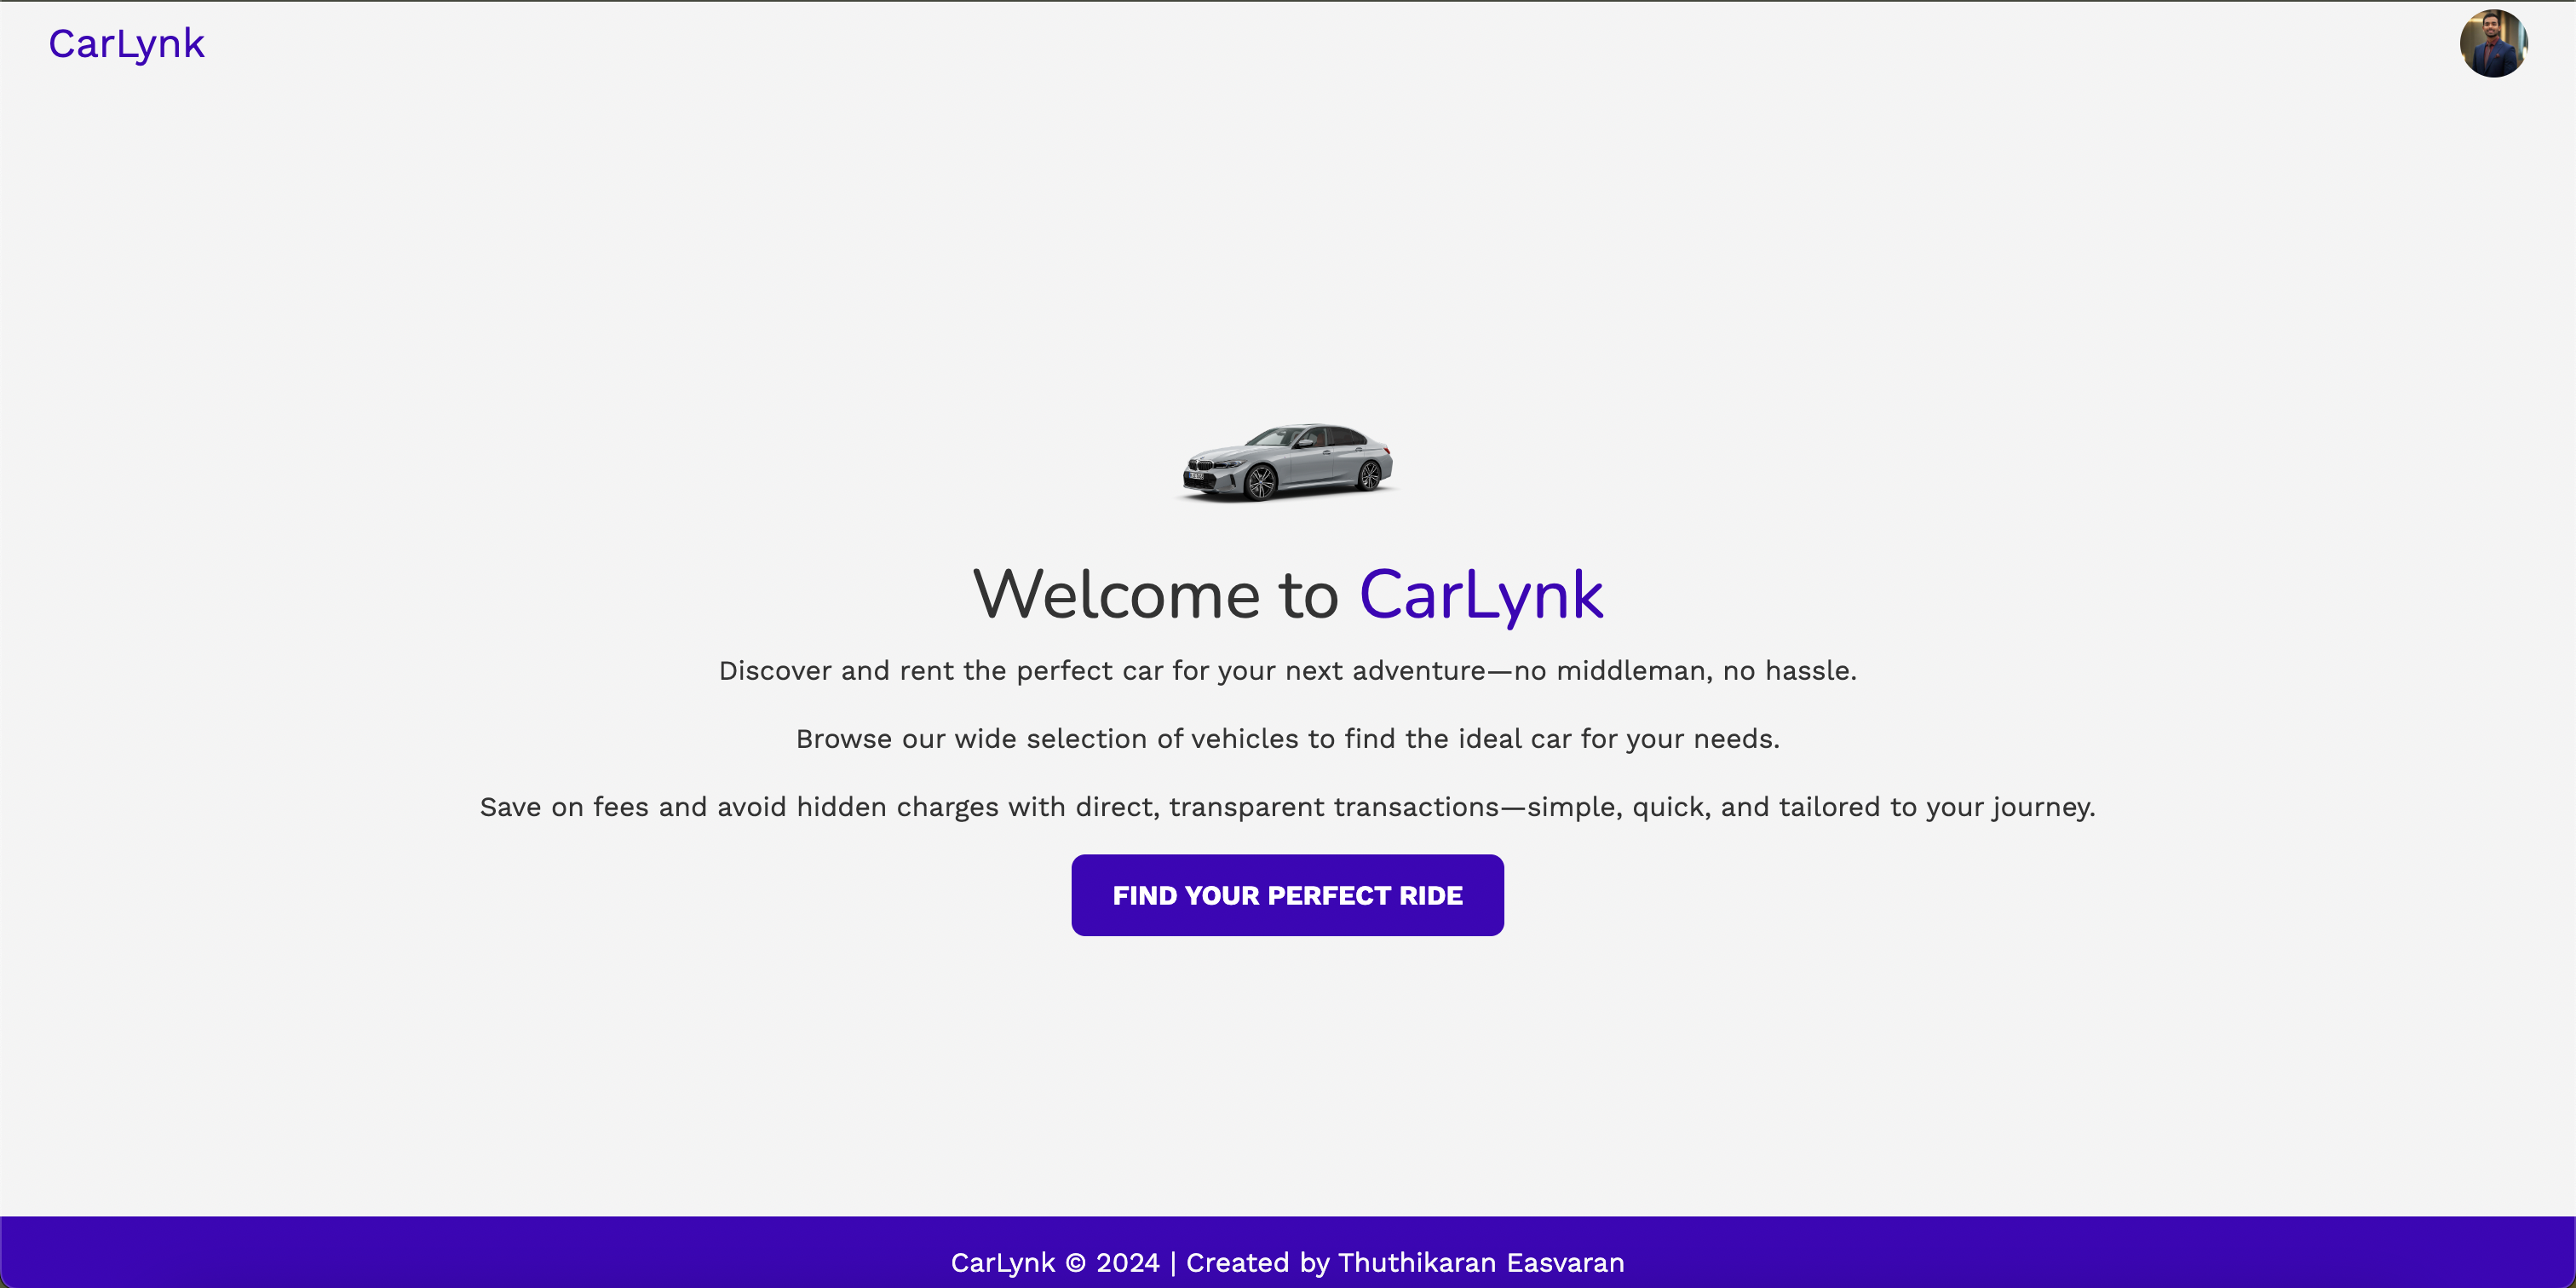 CarLynk
Welcome to CarLynk
Discover and rent the perfect car for your next adventure—no middleman, no hassle.
Browse our wide selection of vehicles to find the ideal car for your needs.
Save on fees and avoid hidden charges with direct, transparent transactions—simple, quick, and tailored to your journey.
FIND YOUR PERFECT RIDE
CarLynk © 2024 | Created by Thuthikaran Easvaran